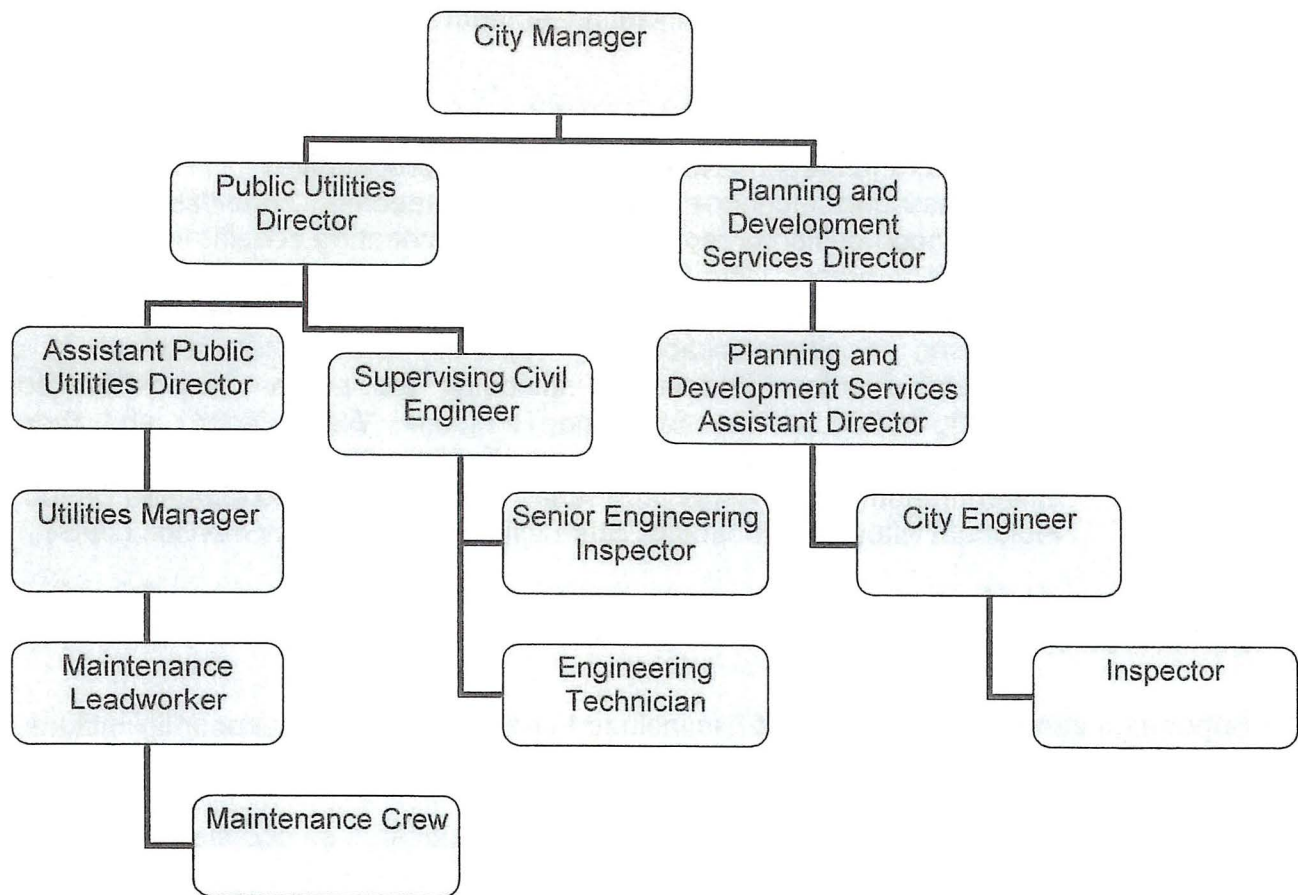 City Manager
Public Utilities
Director
Planning and
Development
Services Director
Assistant Public
Utilities Director
Supervising Civil
Engineer
Planning and
Development Services
Assistant Director
Utilities Manager
Senior Engineering
Inspector
City Engineer
Maintenance
Leadworker
Engineering
Technician
Inspector
Maintenance Crew